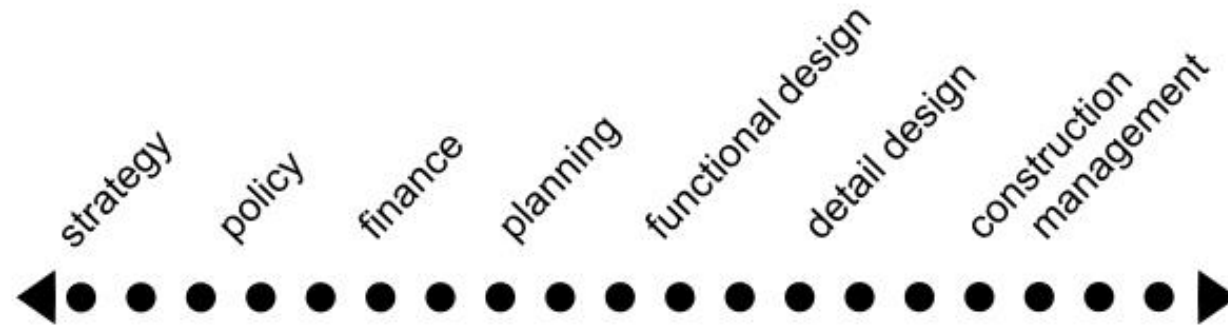 strategy
policy
finance
planning
functional design
detail design
construction
management